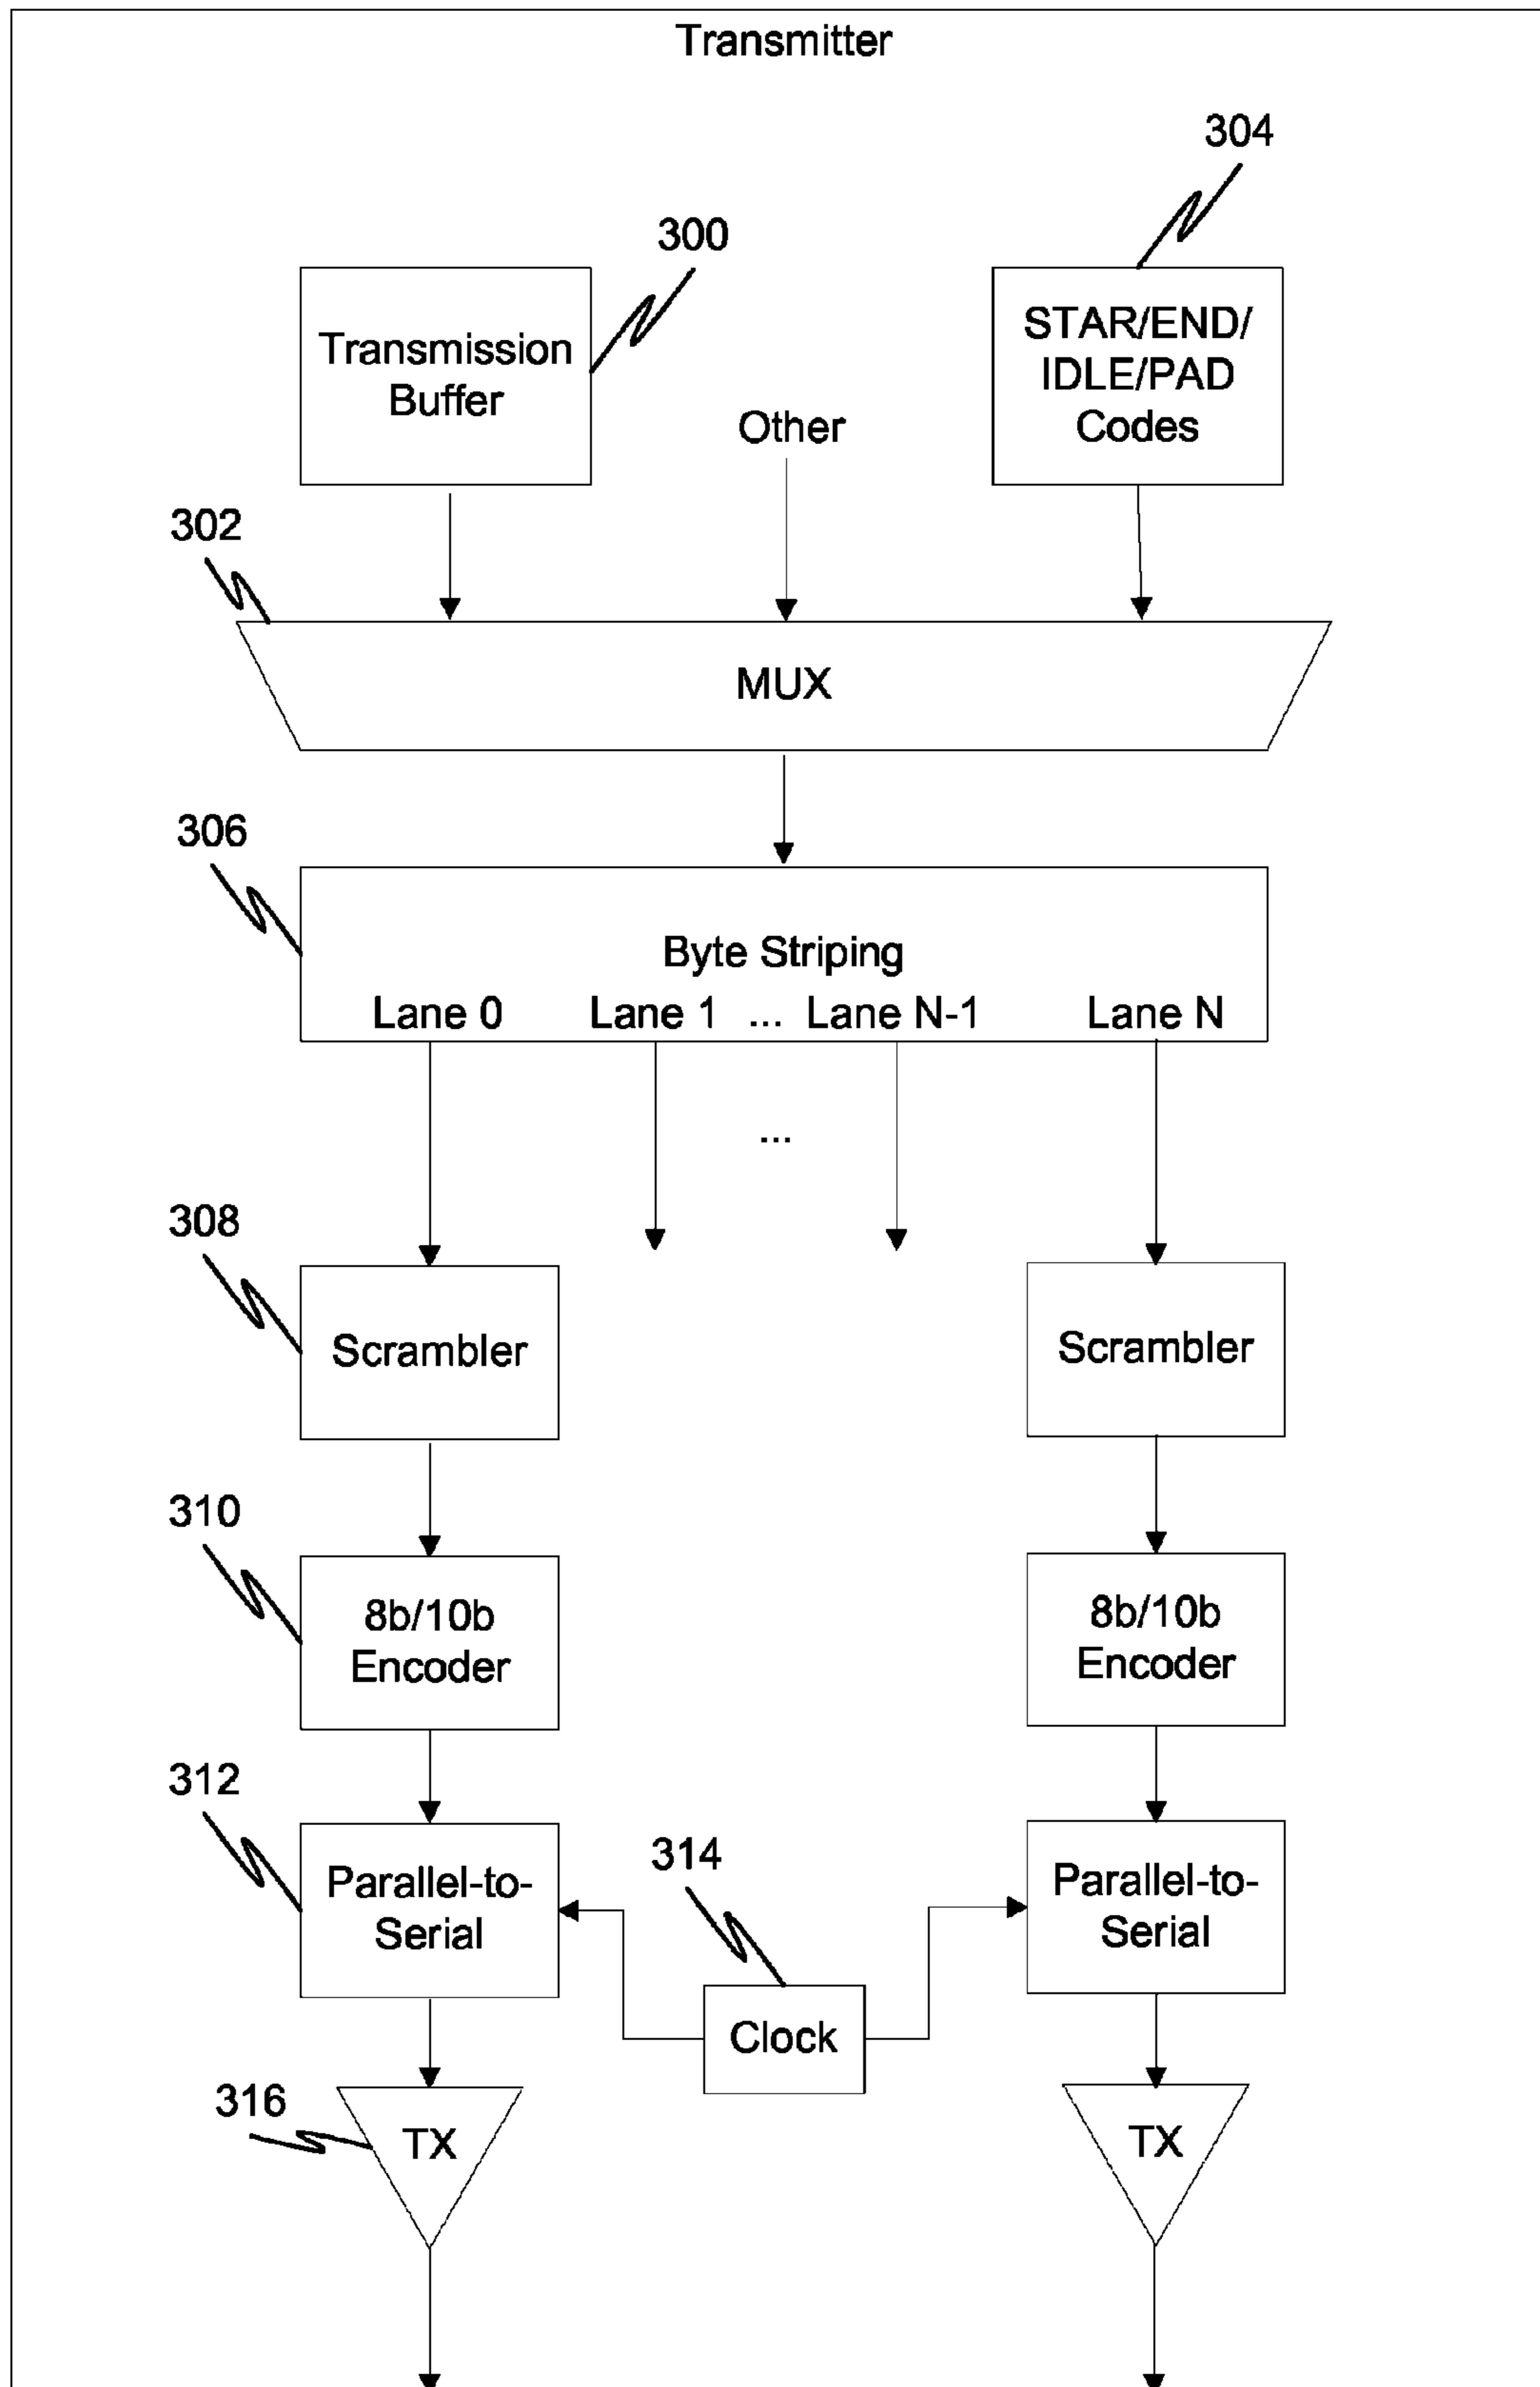 Transmitter
304
300
Transmission
Buffer
STAR/END/
IDLE/PAD
Codes
Other
302
MUX
306
Byte Striping
Lane 0 Lane 1 ... Lane N-1 Lane N
...
308
Scrambler
Scrambler
310
8b/10b
Encoder
8b/10b
Encoder
312
Parallel-to-
Serial
314
Clock
Parallel-to-
Serial
316
TX
TX